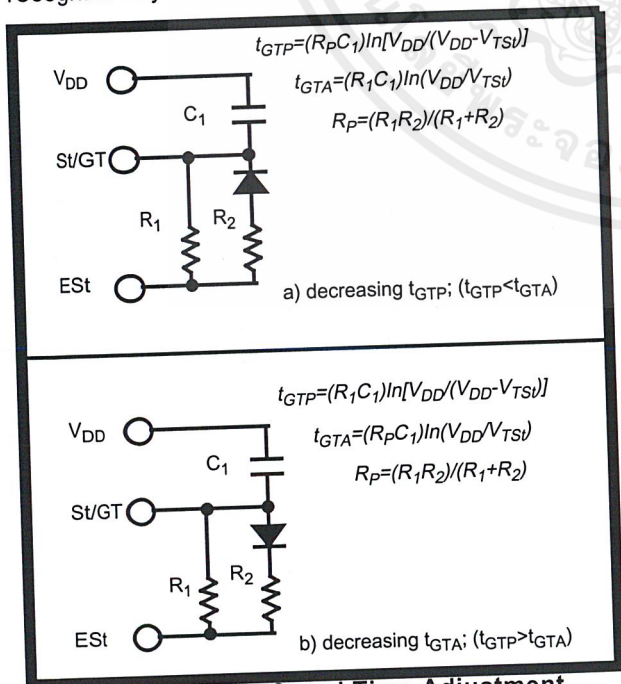 t_GTP=(R_PC_1)ln[V_DD/(V_DD-V_TSt)]
V_DD
t_GTA=(R_1C_1)ln(V_DD/V_TSt)
C_1
R_P=(R_1R_2)/(R_1+R_2)
St/GT
R_1
R_2
ESt
a) decreasing t_GTP; (t_GTP<t_GTA)
t_GTP=(R_1C_1)ln[V_DD/(V_DD-V_TSt)]
V_DD
t_GTA=(R_PC_1)ln(V_DD/V_TSt)
C_1
R_P=(R_1R_2)/(R_1+R_2)
St/GT
R_1
R_2
ESt
b) decreasing t_GTA; (t_GTP>t_GTA)
Time Adjustment